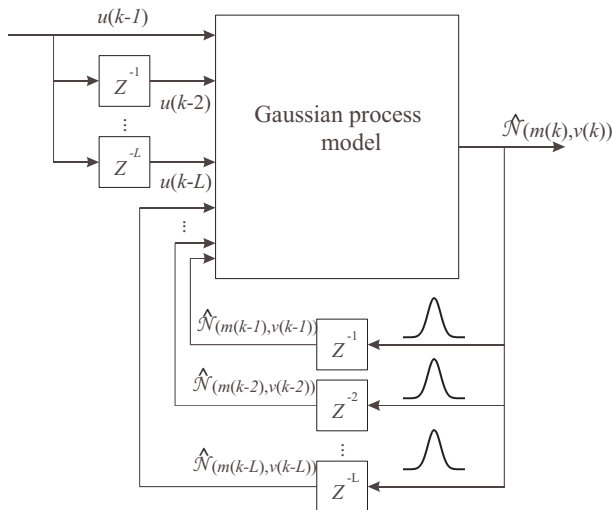 u(k-1)
Z⁻¹
u(k-2)
...
Z⁻ᴸ
u(k-L)
...
Gaussian process
model
N̂(m(k),v(k))
N̂(m(k-1),v(k-1))
Z⁻¹
N̂(m(k-2),v(k-2))
Z⁻²
...
N̂(m(k-L),v(k-L))
Z⁻ᴸ